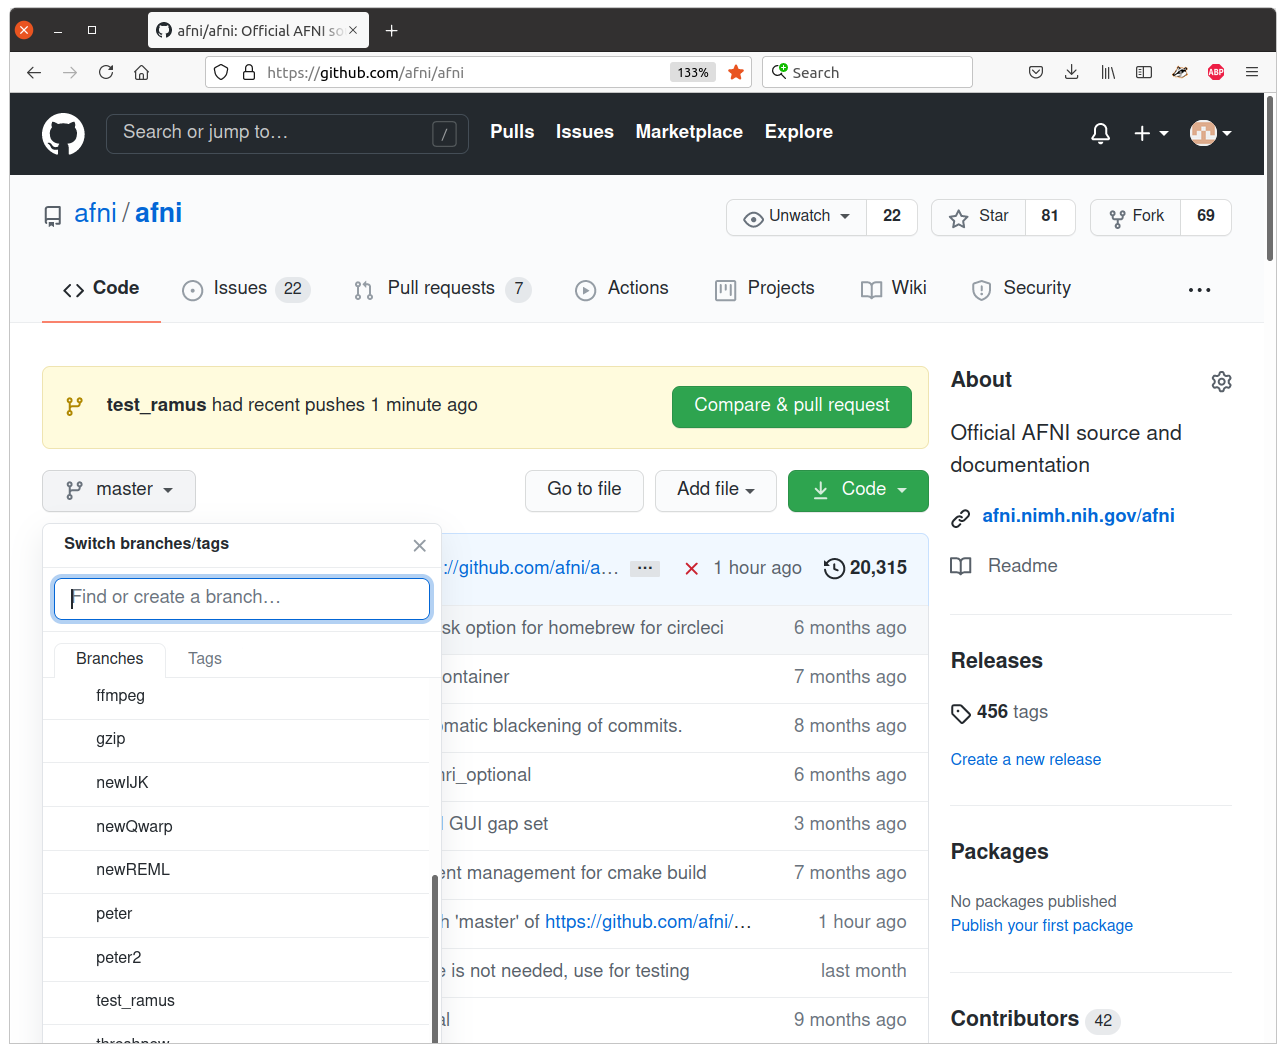 afni/afni: Official AFNI so
https://github.com/afni/afni 133% Search ABP
Search or jump to… / Pulls Issues Marketplace Explore
afni / afni
Unwatch 22 Star 81 Fork 69
Code Issues 22 Pull requests 7 Actions Projects Wiki Security ...
test_ramus had recent pushes 1 minute ago Compare & pull request
master Go to file Add file Code
Switch branches/tags
Find or create a branch…
Branches Tags
ffmpeg
gzip
newIJK
newQwarp
newREML
peter
peter2
test_ramus
://github.com/afni/a… ... 1 hour ago 20,315
sk option for homebrew for circleci 6 months ago
ontainer 7 months ago
matic blackening of commits. 8 months ago
ri_optional 6 months ago
GUI gap set 3 months ago
ent management for cmake build 7 months ago
'master' of https://github.com/afni/… 1 hour ago
is not needed, use for testing last month
al 9 months ago
About
Official AFNI source and
documentation
afni.nimh.nih.gov/afni
Readme
Releases
456 tags
Create a new release
Packages
No packages published
Publish your first package
Contributors 42